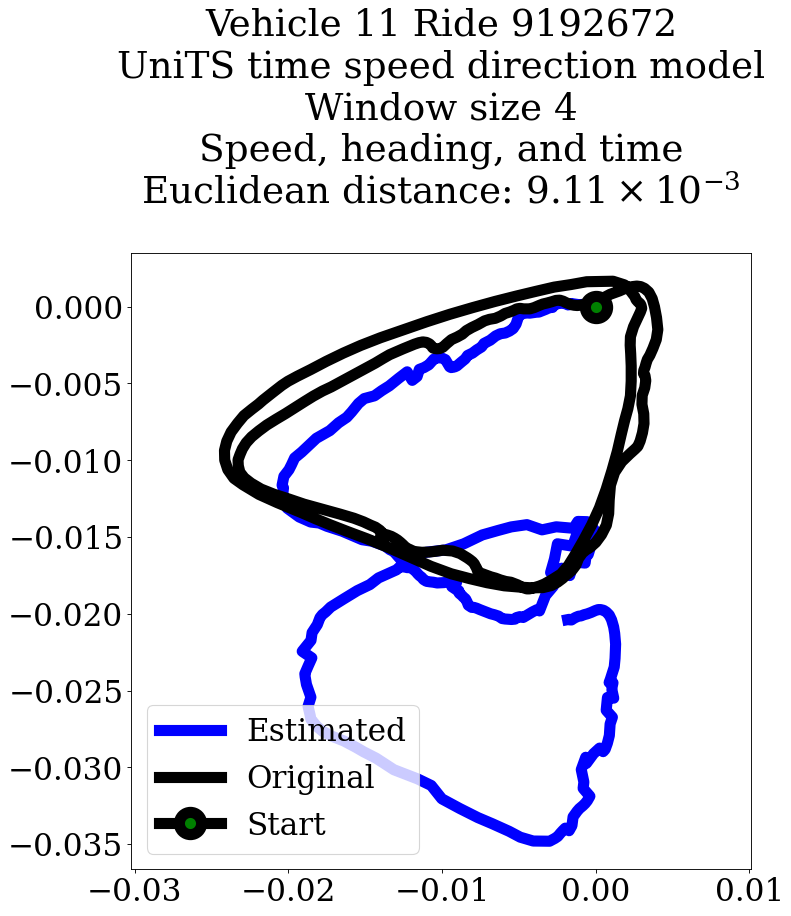 Vehicle 11 Ride 9192672
UniTS time speed direction model
Window size 4
Speed, heading, and time
Euclidean distance: 9.11 × 10⁻³
0.000
−0.005
−0.010
−0.015
−0.020
−0.025
−0.030
−0.035
Estimated
Original
Start
−0.03
−0.02
−0.01
0.00
0.01